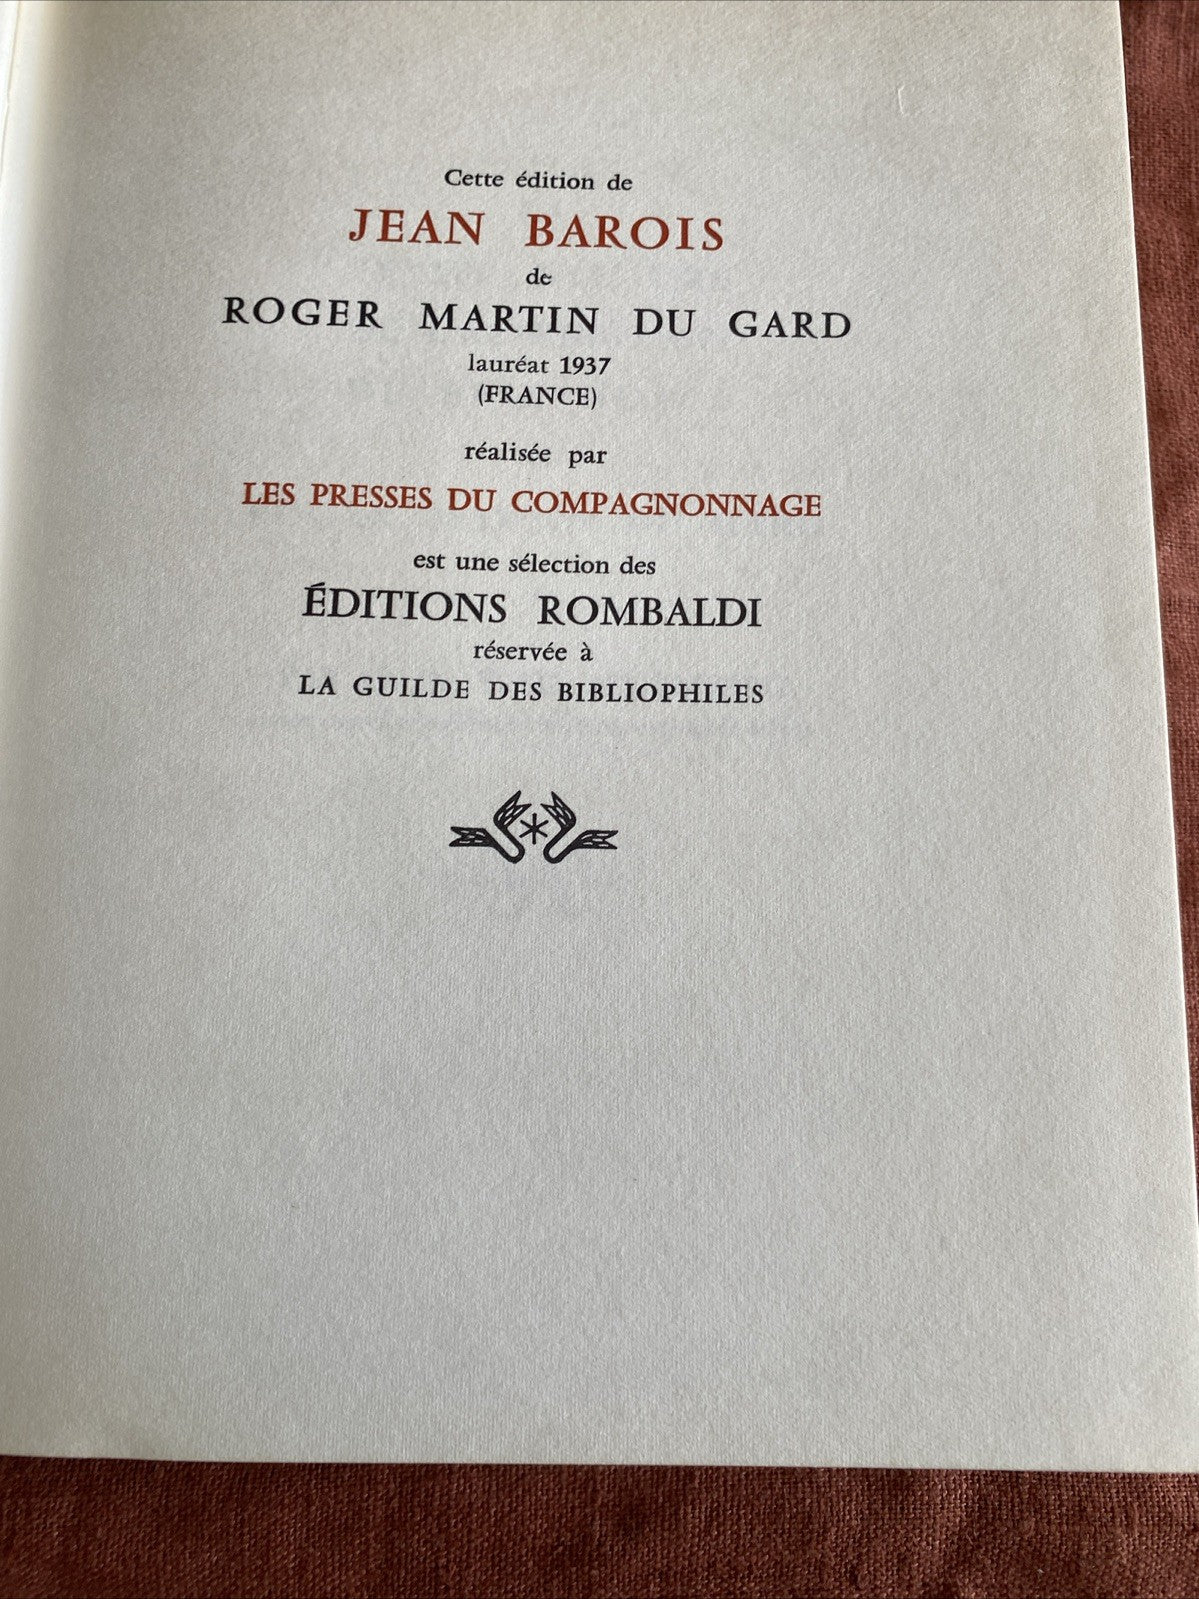 Cette édition de
JEAN BAROIS
de
ROGER MARTIN DU GARD
lauréat 1937
(FRANCE)
réalisée par
LES PRESSES DU COMPAGNONNAGE
est une sélection des
ÉDITIONS ROMBALDI
réservée à
LA GUILDE DES BIBLIOPHILES